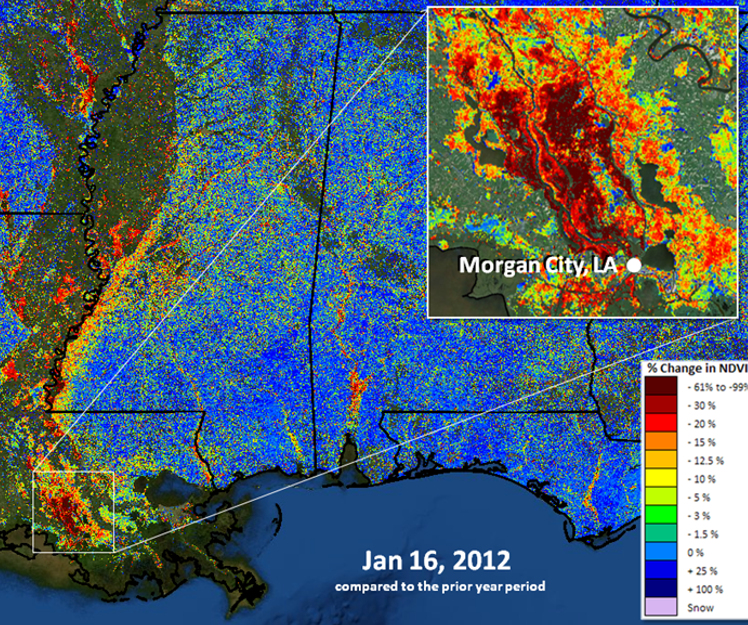 Morgan City, LA
% Change in NDVI
- 61% to -99%
- 30 %
- 20 %
- 15 %
- 12.5 %
- 10 %
- 5 %
- 3 %
- 1.5 %
0 %
+ 25 %
+ 100 %
Snow
Jan 16, 2012
compared to the prior year period